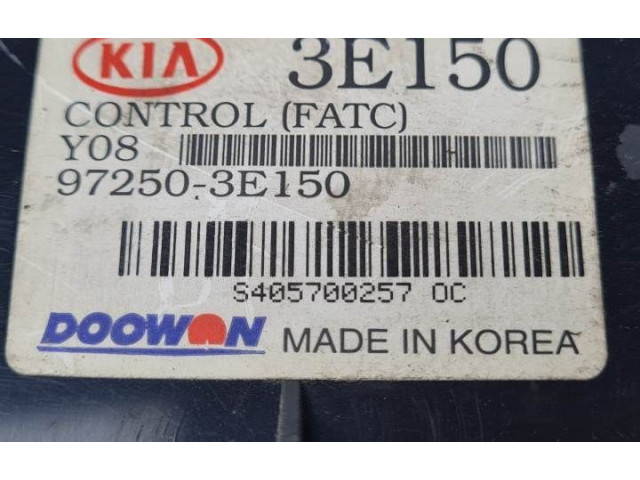 KIA 3E150
CONTROL (FATC)
Y08
97250-3E150
S405700257 OC
DOOWON MADE IN KOREA